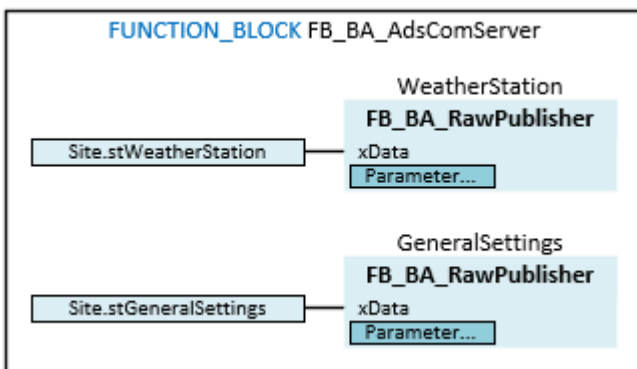 FUNCTION_BLOCK FB_BA_AdsComServer
WeatherStation
FB_BA_RawPublisher
Site.stWeatherStation xData
Parameter...
GeneralSettings
FB_BA_RawPublisher
Site.stGeneralSettings xData
Parameter...